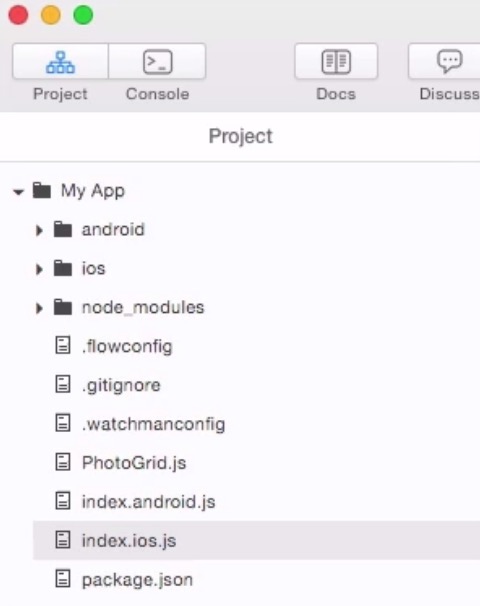 Project Console Docs Discuss
Project
My App
android
ios
node_modules
.flowconfig
.gitignore
.watchmanconfig
PhotoGrid.js
index.android.js
index.ios.js
package.json